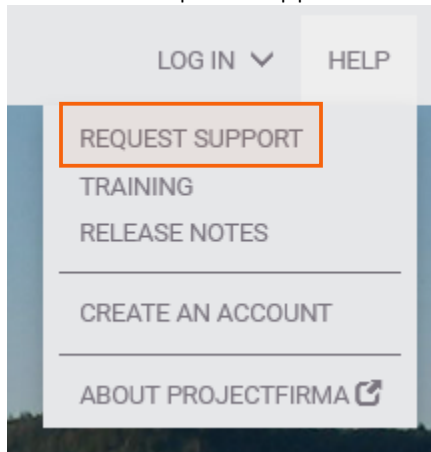 LOG IN HELP
REQUEST SUPPORT
TRAINING
RELEASE NOTES
CREATE AN ACCOUNT
ABOUT PROJECTFIRMA